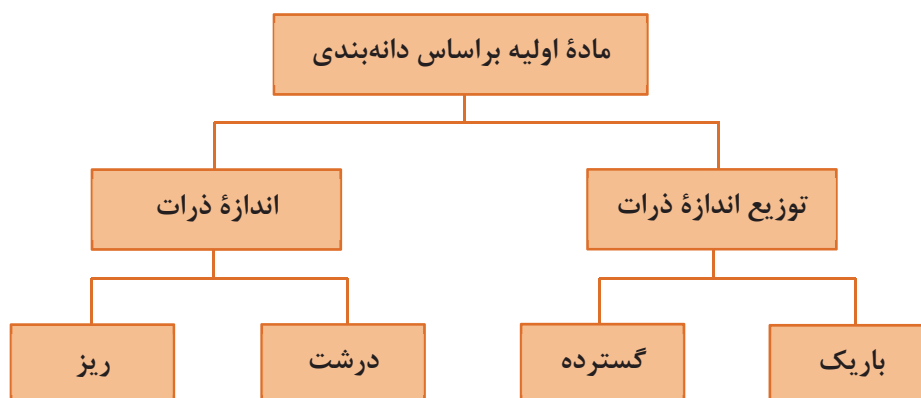 مادهٔ اولیه براساس دانه‌بندی
توزیع اندازهٔ ذرات
اندازهٔ ذرات
باریک
گسترده
درشت
ریز